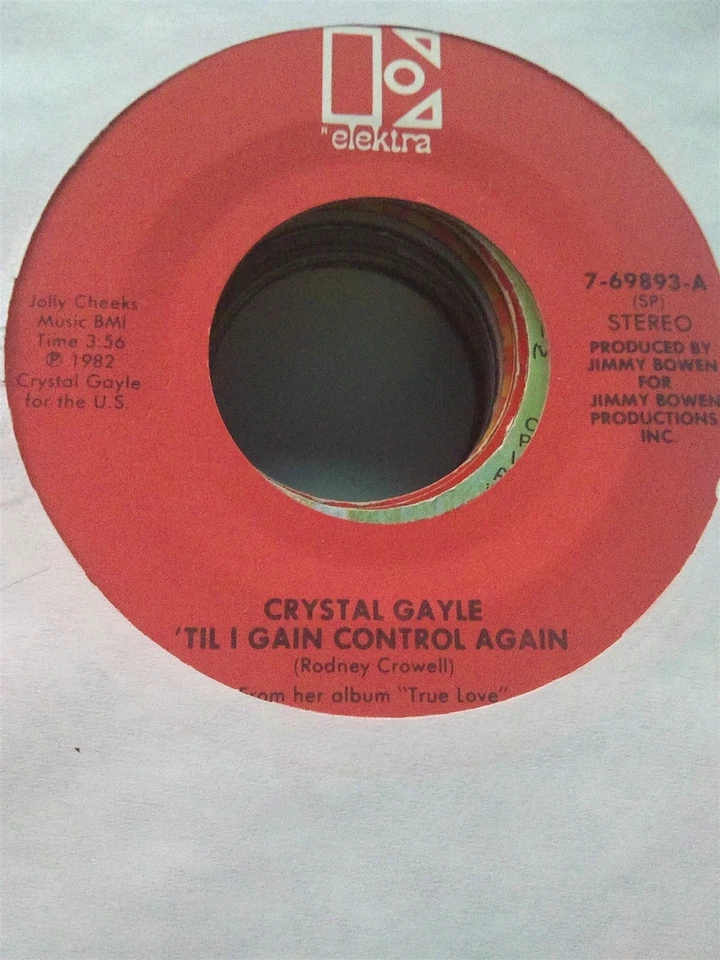 elektra
Jolly Cheeks
Music BMI
Time 3:56
℗ 1982
Crystal Gayle
for the U.S.
7-69893-A
(SP)
STEREO
PRODUCED BY
JIMMY BOWEN
FOR
JIMMY BOWEN
PRODUCTIONS
INC.
CRYSTAL GAYLE
'TIL I GAIN CONTROL AGAIN
(Rodney Crowell)
From her album "True Love"